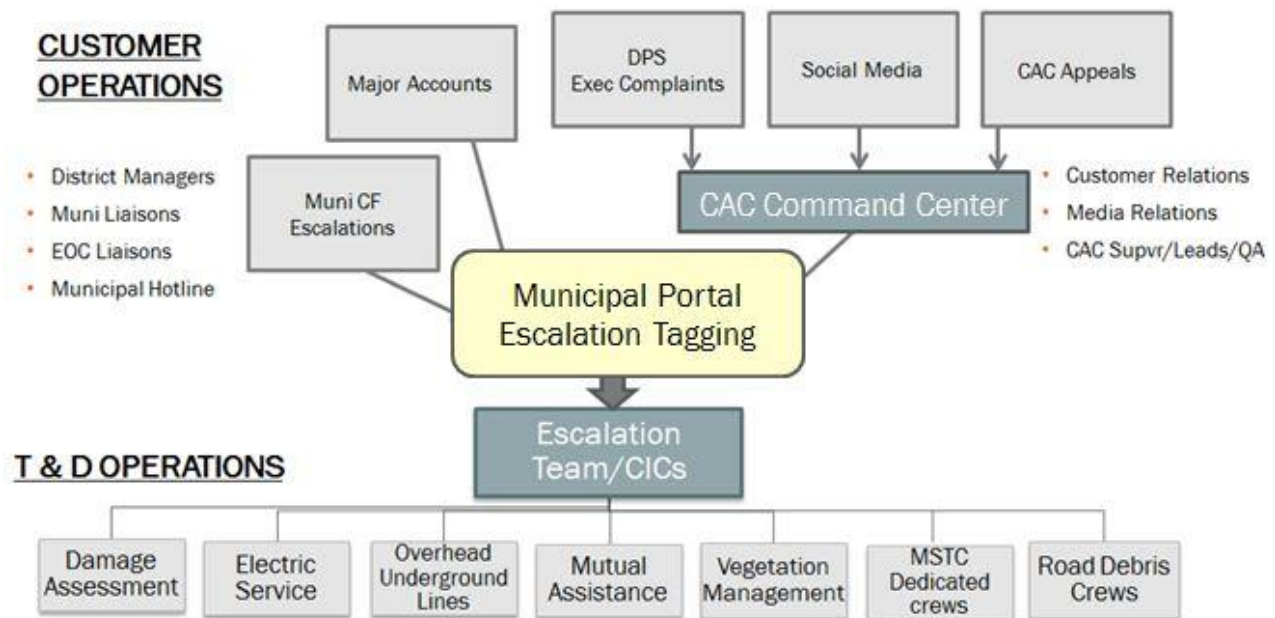 CUSTOMER
OPERATIONS
• District Managers
• Muni Liaisons
• EOC Liaisons
• Municipal Hotline
Major Accounts
DPS
Exec Complaints
Social Media
CAC Appeals
Muni CF
Escalations
CAC Command Center
• Customer Relations
• Media Relations
• CAC Supvr/Leads/QA
Municipal Portal
Escalation Tagging
Escalation
Team/CICs
T & D OPERATIONS
Damage
Assessment
Electric
Service
Overhead
Underground
Lines
Mutual
Assistance
Vegetation
Management
MSTC
Dedicated
crews
Road Debris
Crews